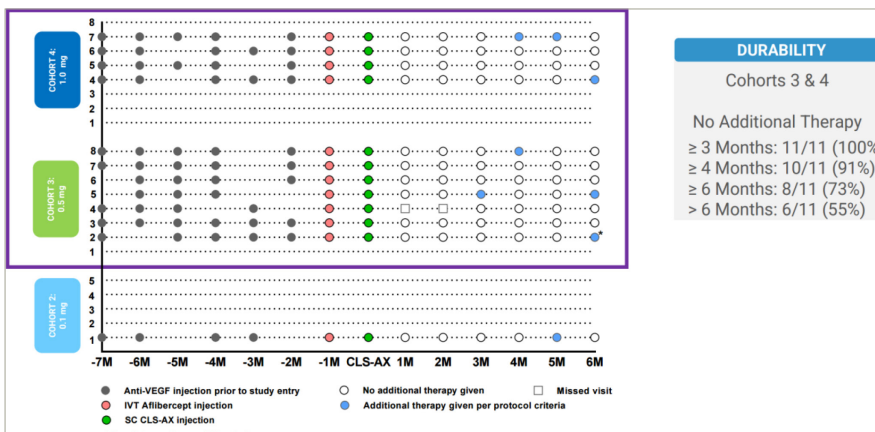 COHORT 4:
1.0 mg
8
7
6
5
4
3
2
1
COHORT 3:
0.5 mg
8
7
6
5
4
3
2
*
1
COHORT 2:
0.1 mg
5
4
3
2
1
-7M -6M -5M -4M -3M -2M -1M CLS-AX 1M 2M 3M 4M 5M 6M
Anti-VEGF injection prior to study entry
No additional therapy given
Missed visit
IVT Aflibercept injection
Additional therapy given per protocol criteria
SC CLS-AX injection
DURABILITY
Cohorts 3 & 4
No Additional Therapy
≥ 3 Months: 11/11 (100%
≥ 4 Months: 10/11 (91%)
≥ 6 Months: 8/11 (73%)
> 6 Months: 6/11 (55%)